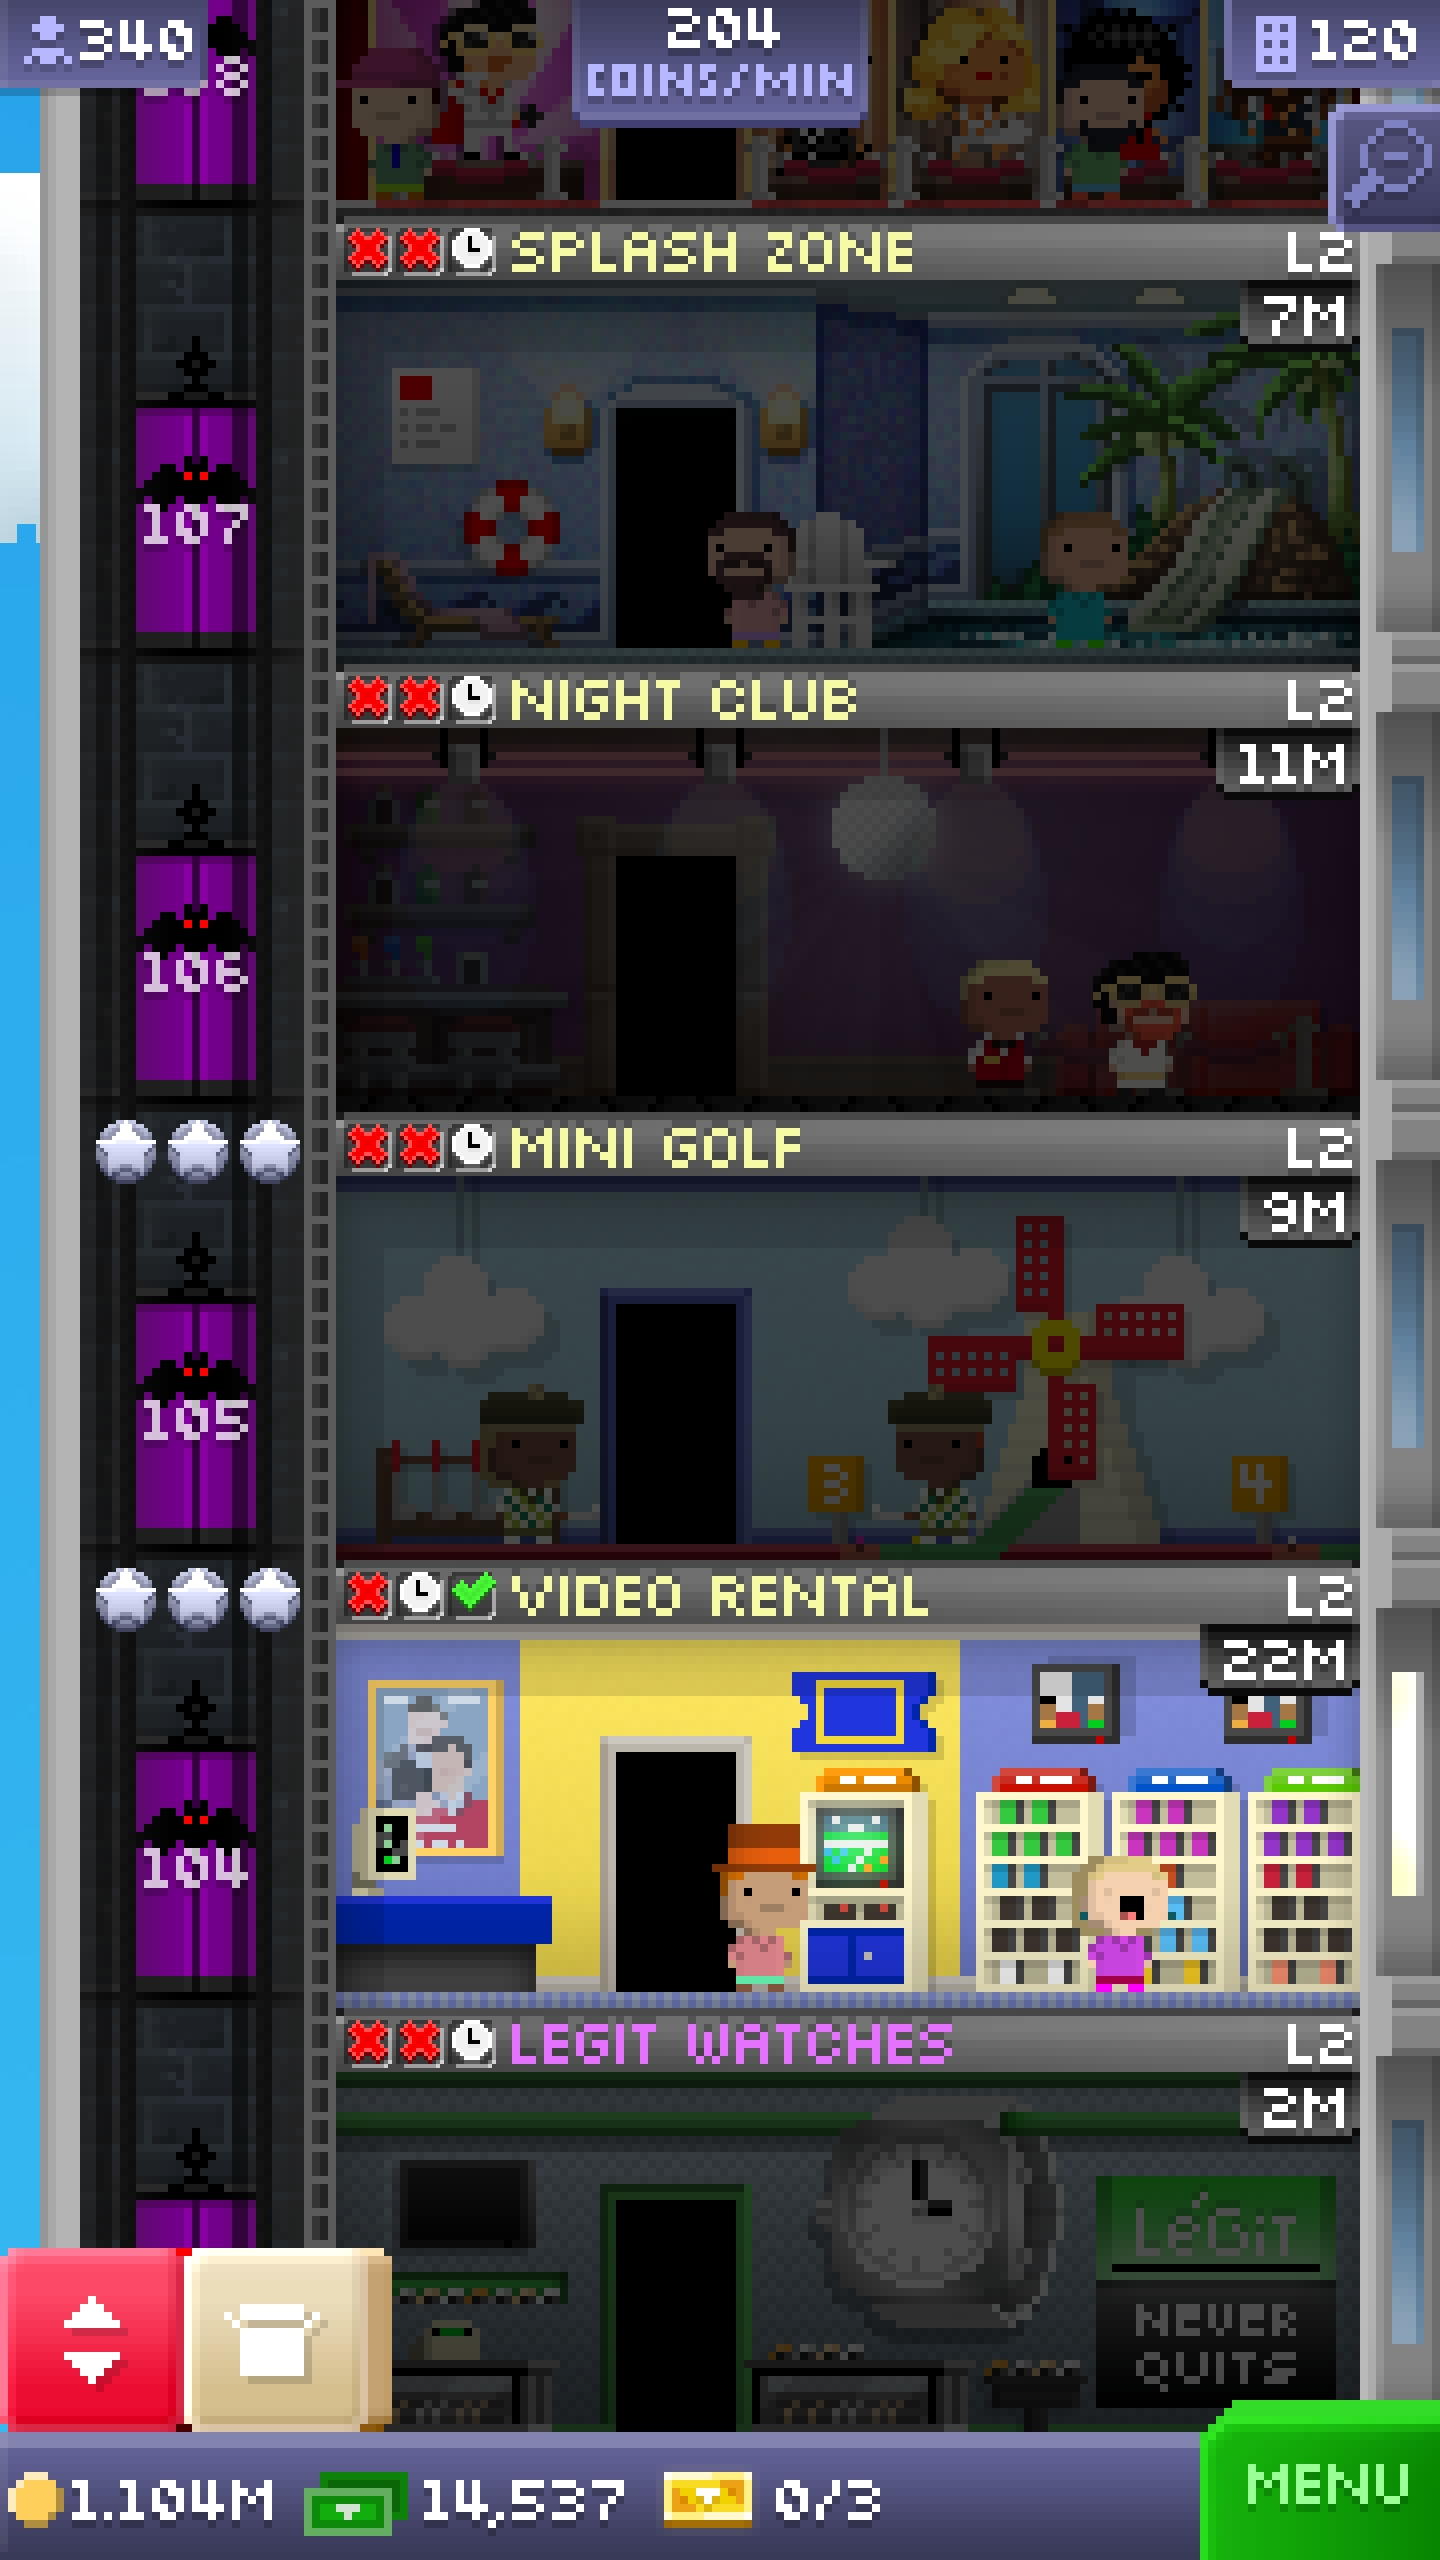 340
204
COINS/MIN
120
8
SPLASH ZONE
L2
7M
107
NIGHT CLUB
L2
11M
106
MINI GOLF
L2
9M
3
4
105
VIDEO RENTAL
L2
22M
104
LEGIT WATCHES
L2
2M
LéGiT
NEVER
QUITS
1.104M
14,537
0/3
MENU